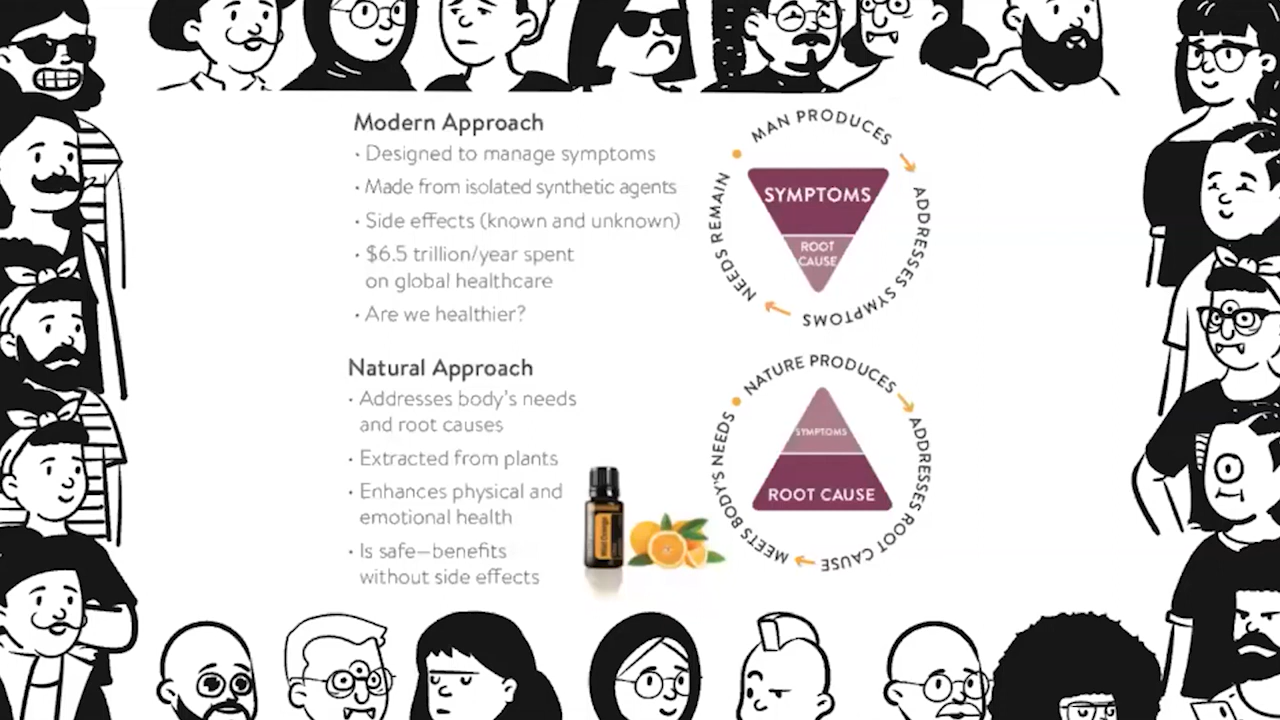 Modern Approach
· Designed to manage symptoms
· Made from isolated synthetic agents
· Side effects (known and unknown)
· $6.5 trillion/year spent
on global healthcare
· Are we healthier?
MAN PRODUCES
ADDRESSES SYMPTOMS
NEEDS REMAIN
SYMPTOMS
ROOT
CAUSE
Natural Approach
· Addresses body's needs
and root causes
· Extracted from plants
· Enhances physical and
emotional health
· Is safe—benefits
without side effects
Wild Orange
NATURE PRODUCES
ADDRESSES ROOT CAUSE
MEETS BODY'S NEEDS
SYMPTOMS
ROOT CAUSE